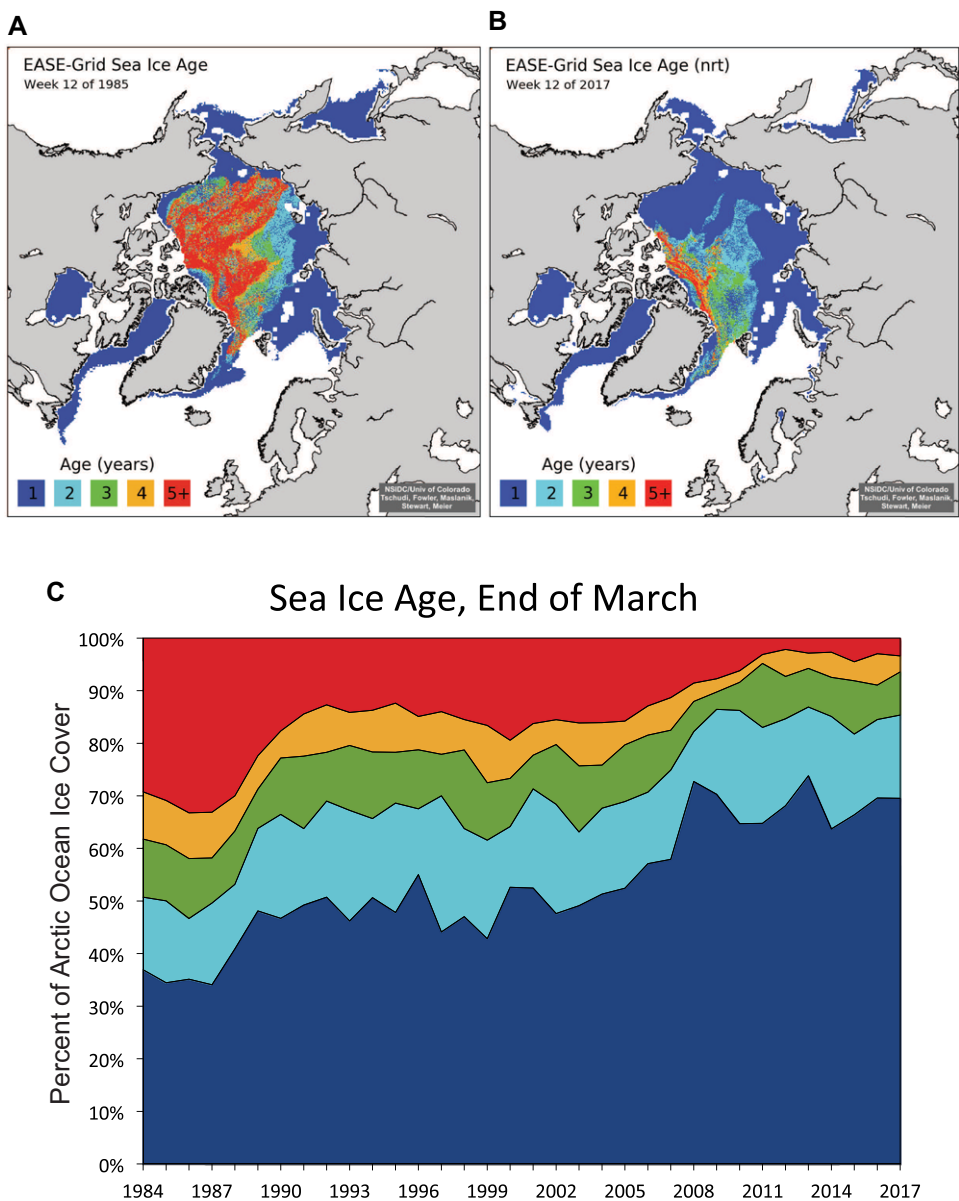 A
EASE-Grid Sea Ice Age
Week 12 of 1985
Age (years)
1 2 3 4 5+
NSIDC/Univ of Colorado
Tschudi, Fowler, Maslanik,
Stewart, Meier
B
EASE-Grid Sea Ice Age (nrt)
Week 12 of 2017
Age (years)
1 2 3 4 5+
NSIDC/Univ of Colorado
Tschudi, Fowler, Maslanik,
Stewart, Meier
C
Sea Ice Age, End of March
Percent of Arctic Ocean Ice Cover
100%
90%
80%
70%
60%
50%
40%
30%
20%
10%
0%
1984 1987 1990 1993 1996 1999 2002 2005 2008 2011 2014 2017